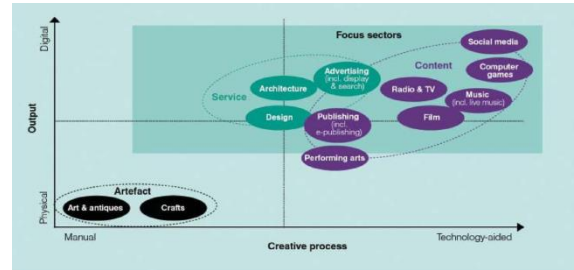 Digital
Output
Physical
Focus sectors
Social media
Content
Computer
games
Advertising
(incl. display
& search)
Service
Architecture
Radio & TV
Music
(incl. live music)
Design
Publishing
(incl.
e-publishing)
Film
Performing arts
Artefact
Art & antiques
Crafts
Manual
Creative process
Technology-aided